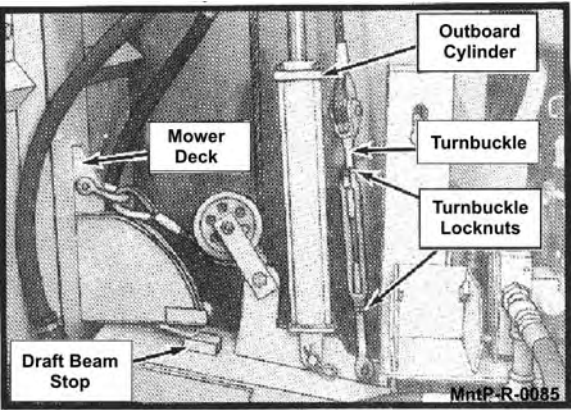 Outboard
Cylinder
Mower
Deck
Turnbuckle
Turnbuckle
Locknuts
Draft Beam
Stop
MntP-R-0085